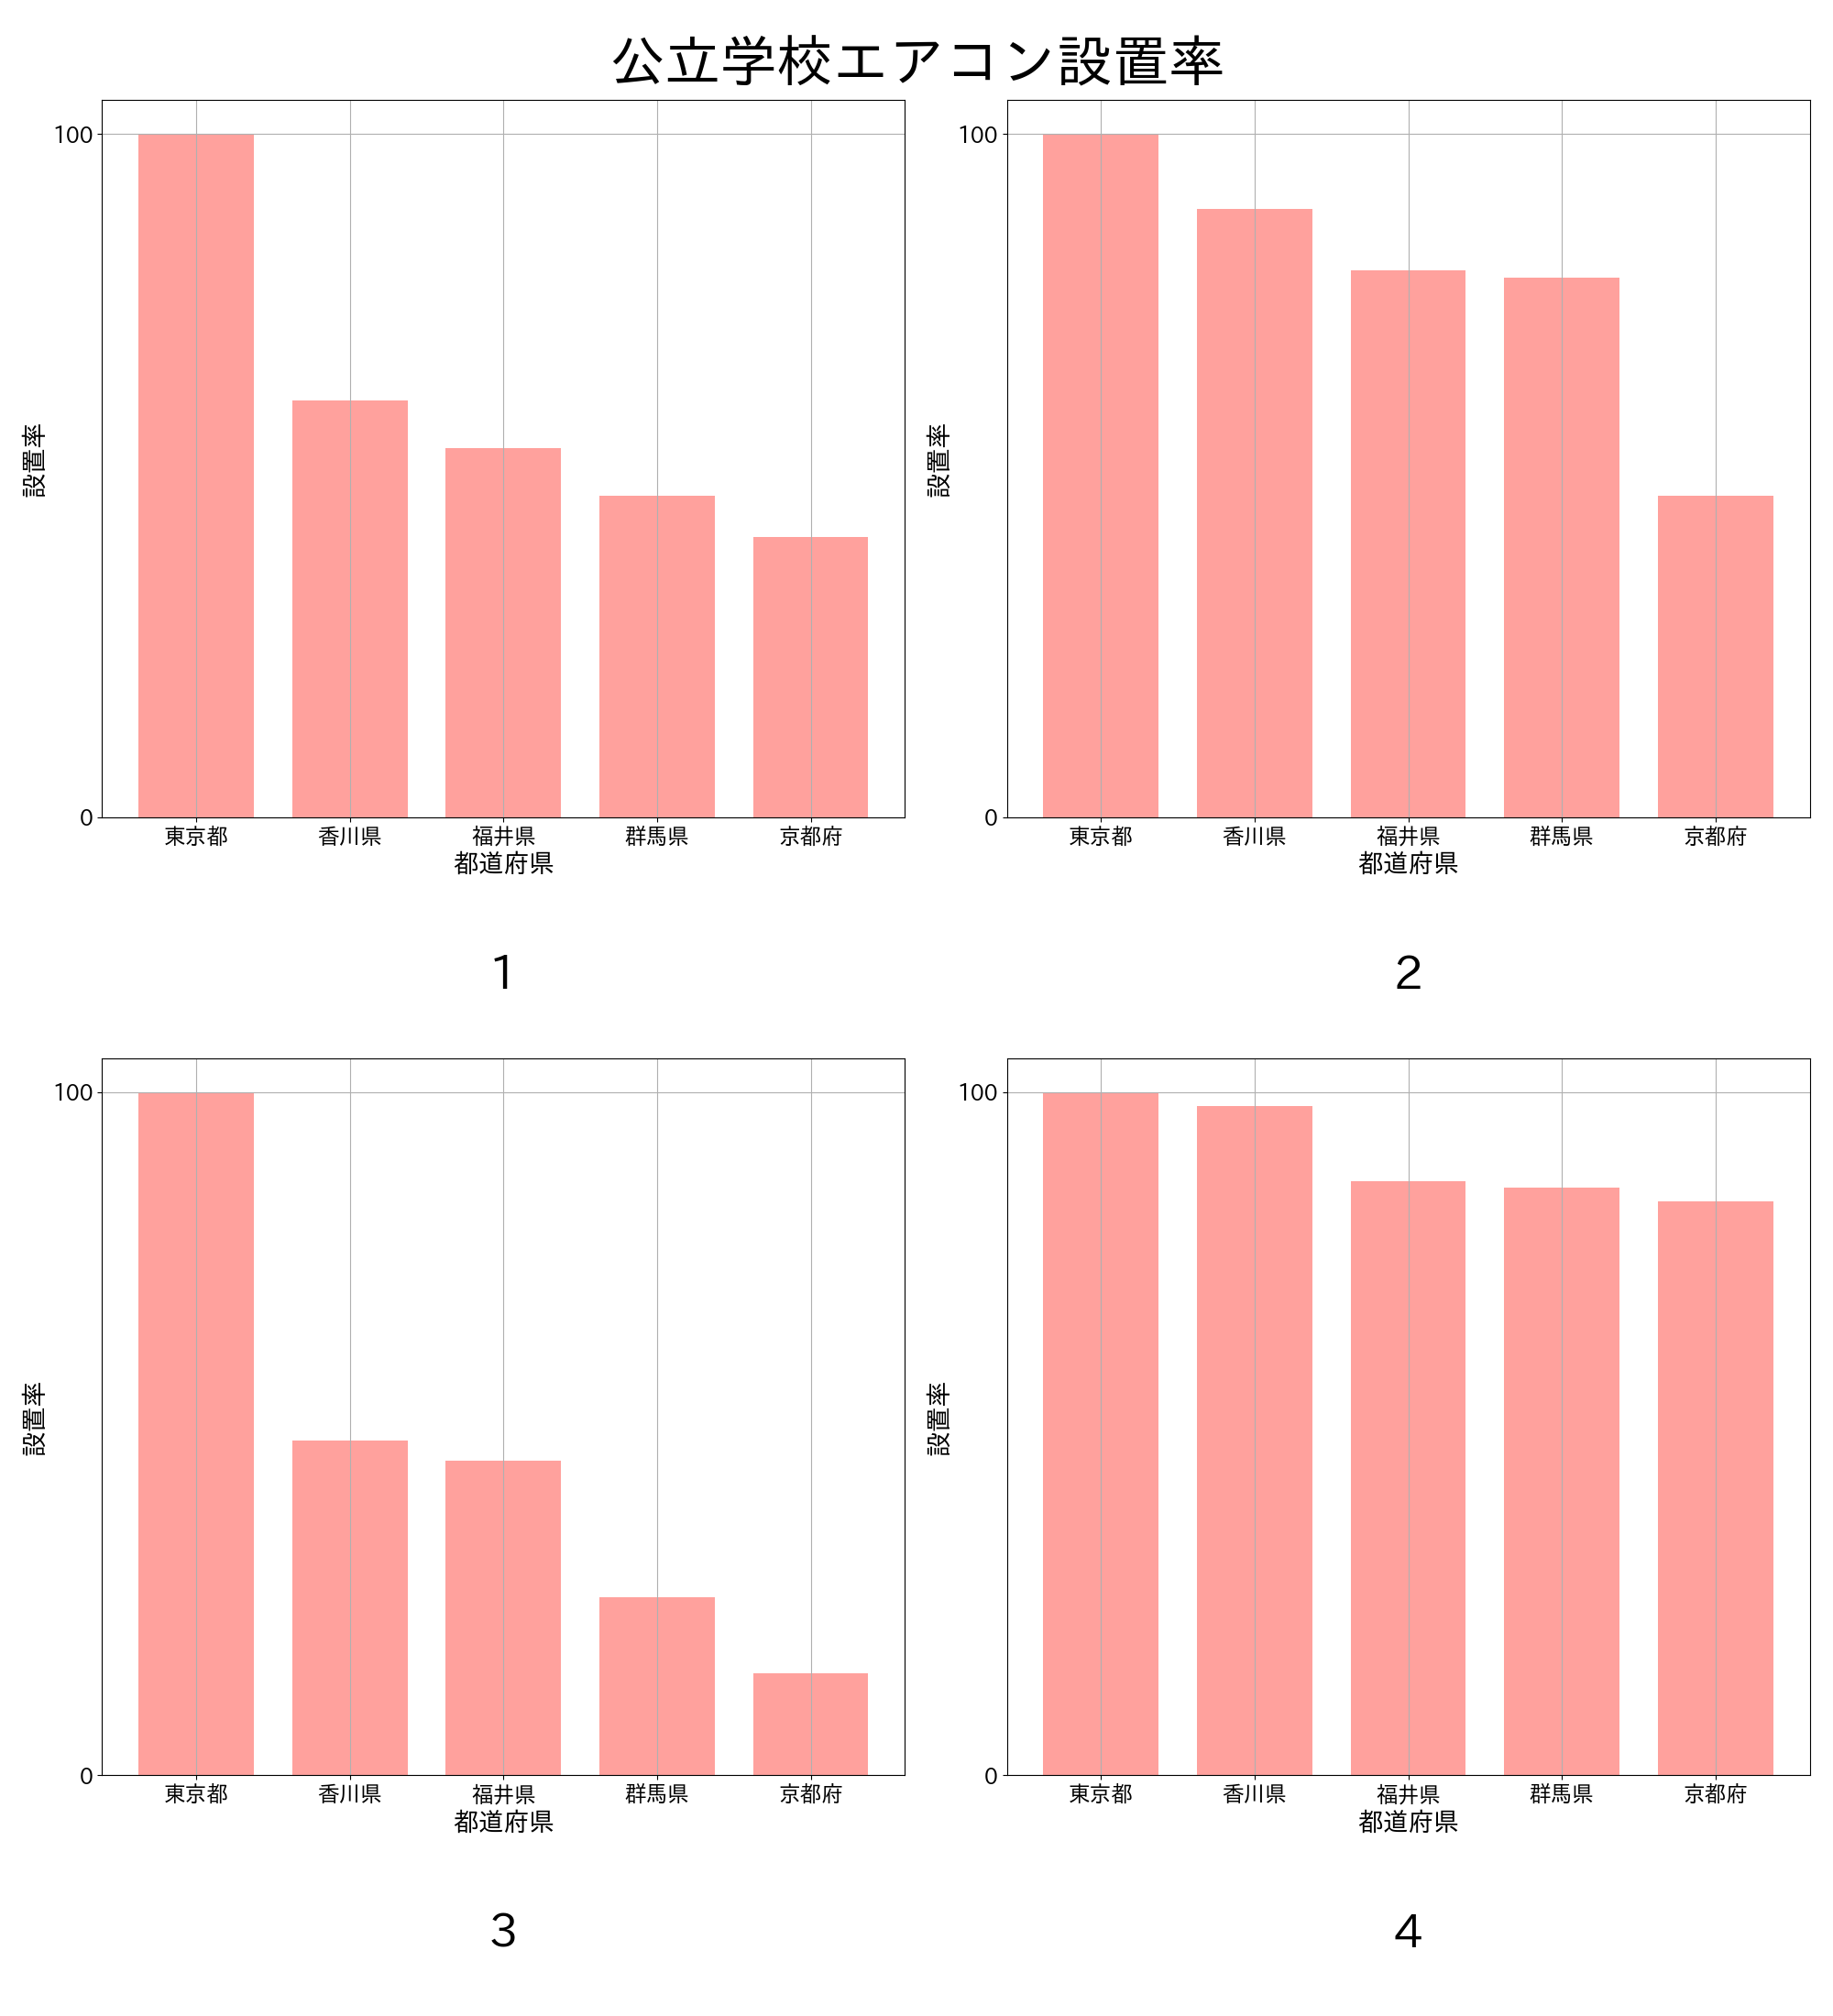 公立学校エアコン設置率
100
0
設置率
東京都 香川県 福井県 群馬県 京都府
都道府県
1
100
0
設置率
東京都 香川県 福井県 群馬県 京都府
都道府県
2
100
0
設置率
東京都 香川県 福井県 群馬県 京都府
都道府県
3
100
0
設置率
東京都 香川県 福井県 群馬県 京都府
都道府県
4